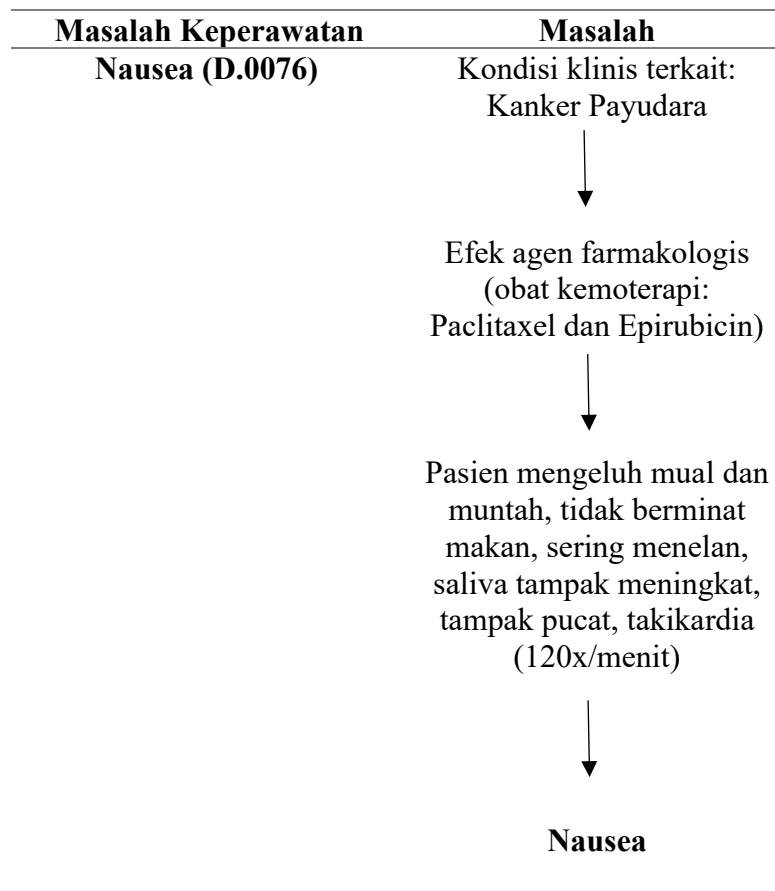 Masalah Keperawatan Masalah
Nausea (D.0076) Kondisi klinis terkait:
Kanker Payudara
Efek agen farmakologis
(obat kemoterapi:
Paclitaxel dan Epirubicin)
Pasien mengeluh mual dan
muntah, tidak berminat
makan, sering menelan,
saliva tampak meningkat,
tampak pucat, takikardia
(120x/menit)
Nausea